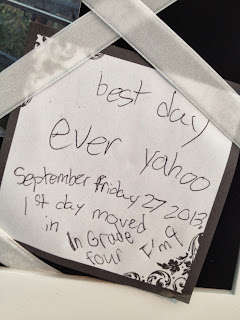 best day
ever yahoo
September friday 27 2013
1st day moved
in In Grade I'm 9
four